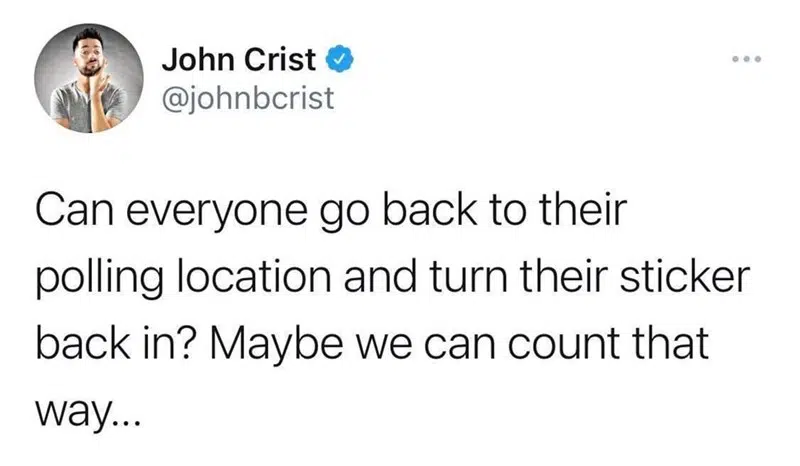 John Crist
@johnbcrist
Can everyone go back to their
polling location and turn their sticker
back in? Maybe we can count that
way...